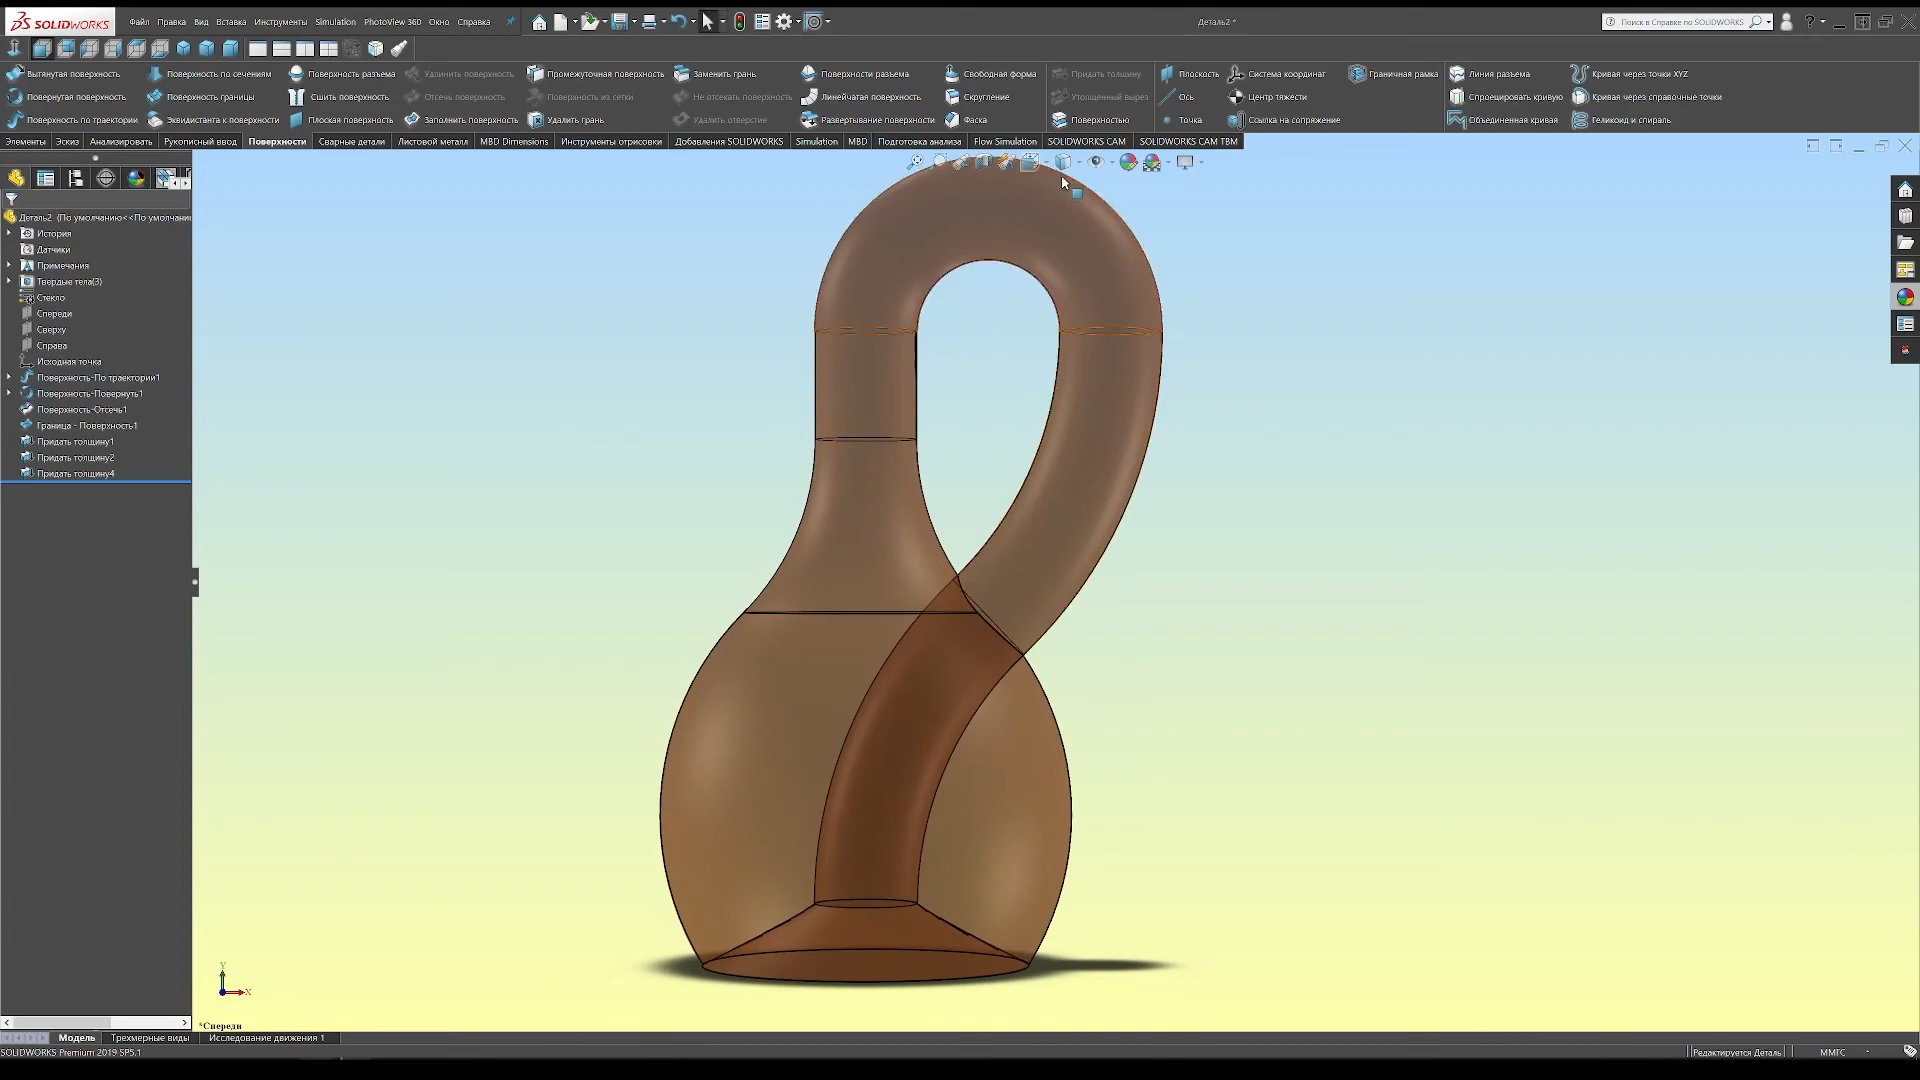 SOLIDWORKS Файл Правка Вид Вставка Инструменты Simulation PhotoView 360 Окно Справка Деталь2 * Поиск в Справке по SOLIDWORKS
Вытянутая поверхность Поверхность по сечениям Поверхность разъема Удлинить поверхность Промежуточная поверхность Заменить грань Поверхности разъема Свободная форма Придать толщину Плоскость Система координат Граничная рамка Линия разъема Кривая через точки XYZ
Повернутая поверхность Поверхность границы Сшить поверхность Отсечь поверхность Поверхность из сетки Не отсекать поверхность Линейчатая поверхность Скругление Утолщенный вырез Ось Центр тяжести Спроецировать кривую Кривая через справочные точки
Поверхность по траектории Эквидистанта к поверхности Плоская поверхность Заполнить поверхность Удалить грань Удалить отверстие Развертывание поверхности Фаска Поверхностью Точка Ссылка на сопряжение Объединенная кривая Геликоид и спираль
Элементы Эскиз Анализировать Рукописный ввод Поверхности Сварные детали Листовой металл MBD Dimensions Инструменты отрисовки Добавления SOLIDWORKS Simulation MBD Подготовка анализа Flow Simulation SOLIDWORKS CAM SOLIDWORKS CAM TBM
Деталь2 (По умолчанию<<По умолчани
История
Датчики
Примечания
Твердые тела(3)
Стекло
Спереди
Сверху
Справа
Исходная точка
Поверхность-По траектории1
Поверхность-Повернуть1
Поверхность-Отсечь1
Граница - Поверхность1
Придать толщину1
Придать толщину2
Придать толщину4
Y
X
*Спереди
Модель Трехмерные виды Исследование движения 1
SOLIDWORKS Premium 2019 SP5.1 Редактируется Деталь ММГС